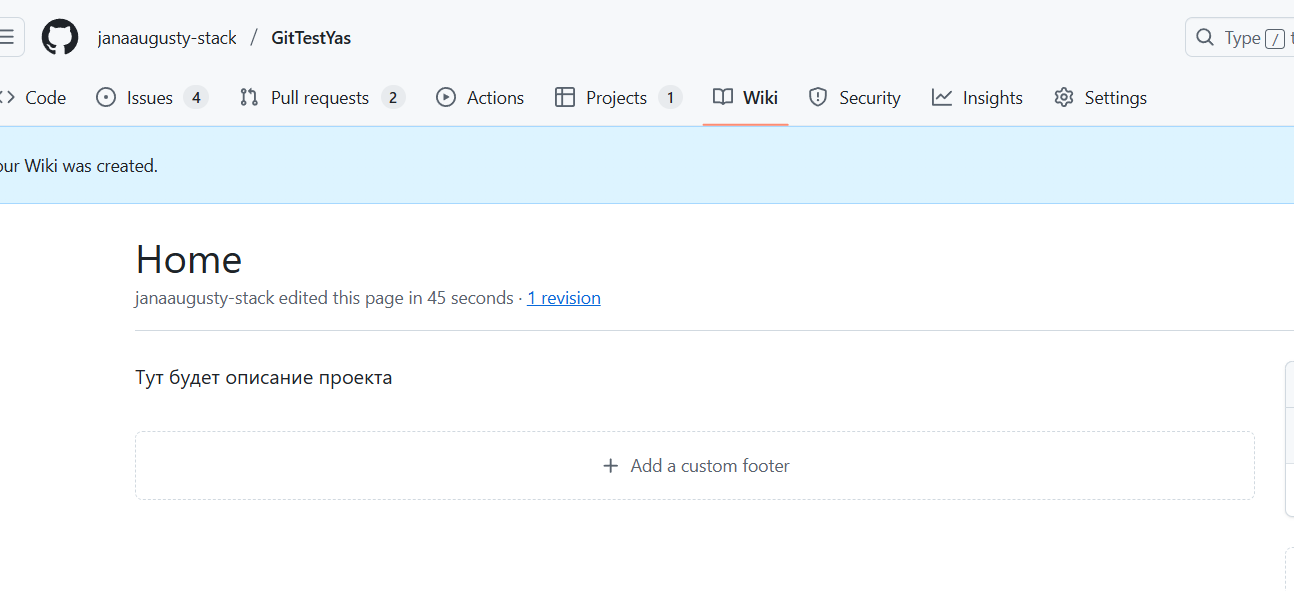 janaaugusty-stack / GitTestYas
Type / t
Code Issues 4 Pull requests 2 Actions Projects 1 Wiki Security Insights Settings
our Wiki was created.
Home
janaaugusty-stack edited this page in 45 seconds · 1 revision
Тут будет описание проекта
+ Add a custom footer